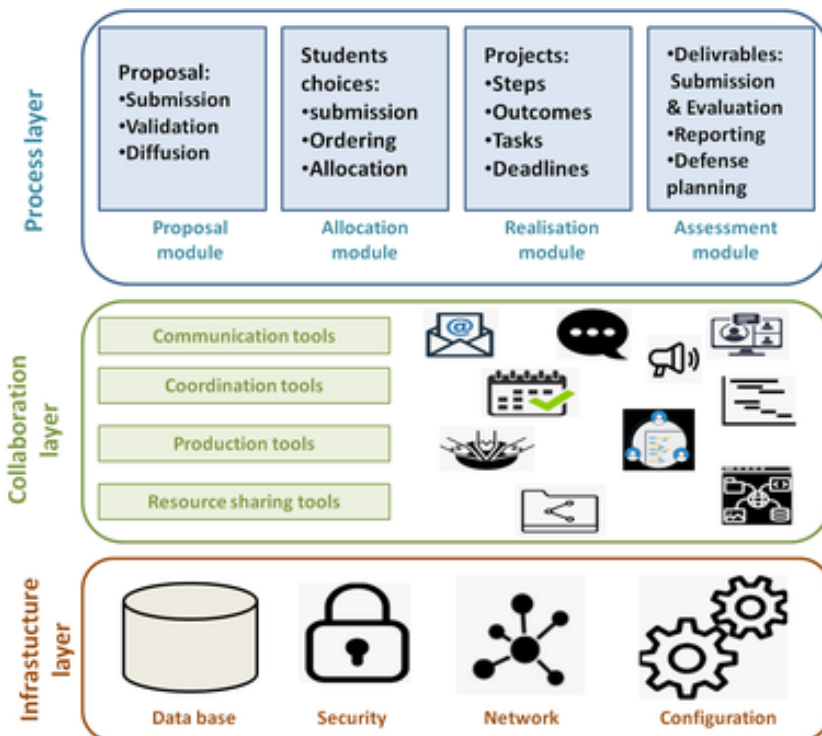 Process layer
Proposal:
•Submission
•Validation
•Diffusion
Proposal
module
Students
choices:
•submission
•Ordering
•Allocation
Allocation
module
Projects:
•Steps
•Outcomes
•Tasks
•Deadlines
Realisation
module
•Delivrables:
Submission
& Evaluation
•Reporting
•Defense
planning
Assessment
module
Collaboration
layer
Communication tools
Coordination tools
Production tools
Resource sharing tools
@
Infrastucture
layer
Data base
Security
Network
Configuration